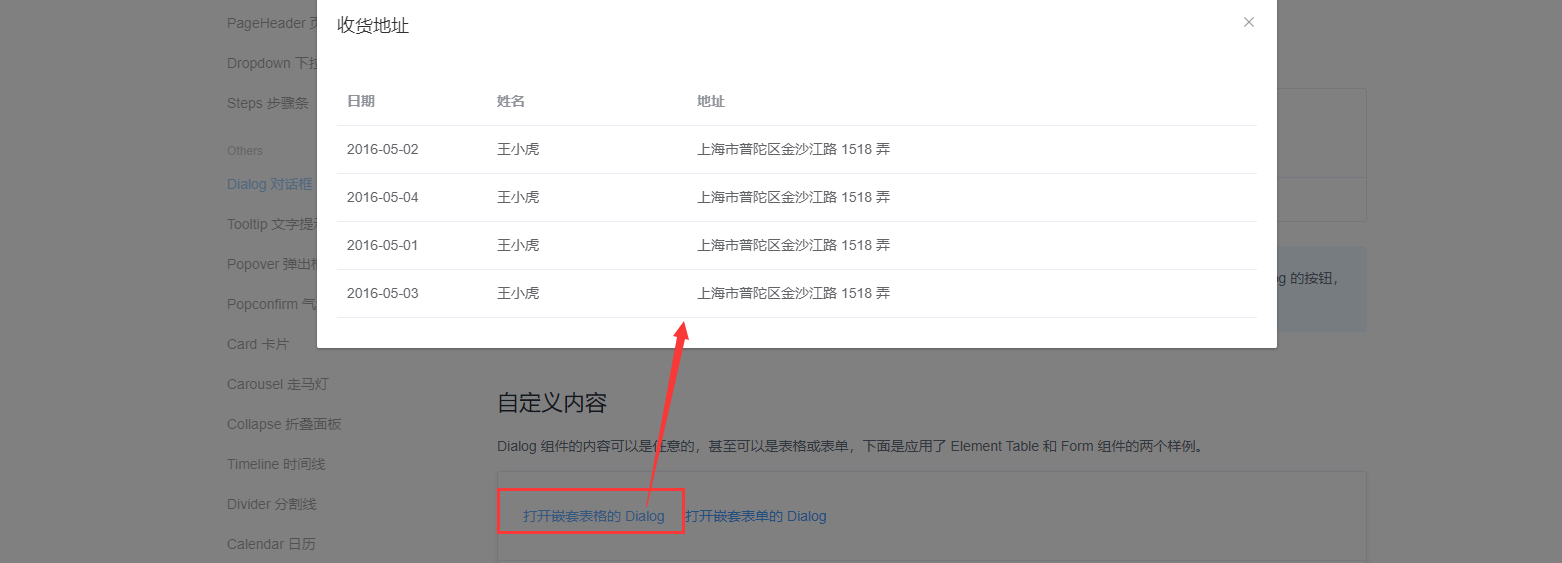 收货地址
日期 姓名 地址
2016-05-02 王小虎 上海市普陀区金沙江路 1518 弄
2016-05-04 王小虎 上海市普陀区金沙江路 1518 弄
2016-05-01 王小虎 上海市普陀区金沙江路 1518 弄
2016-05-03 王小虎 上海市普陀区金沙江路 1518 弄
PageHeader
Dropdown 下拉
Steps 步骤条
Others
Dialog 对话框
Tooltip 文字提示
Popover 弹出框
Popconfirm 气
Card 卡片
Carousel 走马灯
Collapse 折叠面板
Timeline 时间线
Divider 分割线
Calendar 日历
的按钮，
自定义内容
Dialog 组件的内容可以是任意的，甚至可以是表格或表单，下面是应用了 Element Table 和 Form 组件的两个样例。
打开嵌套表格的 Dialog 打开嵌套表单的 Dialog